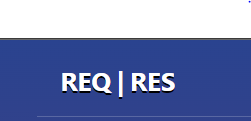 REQ | RES